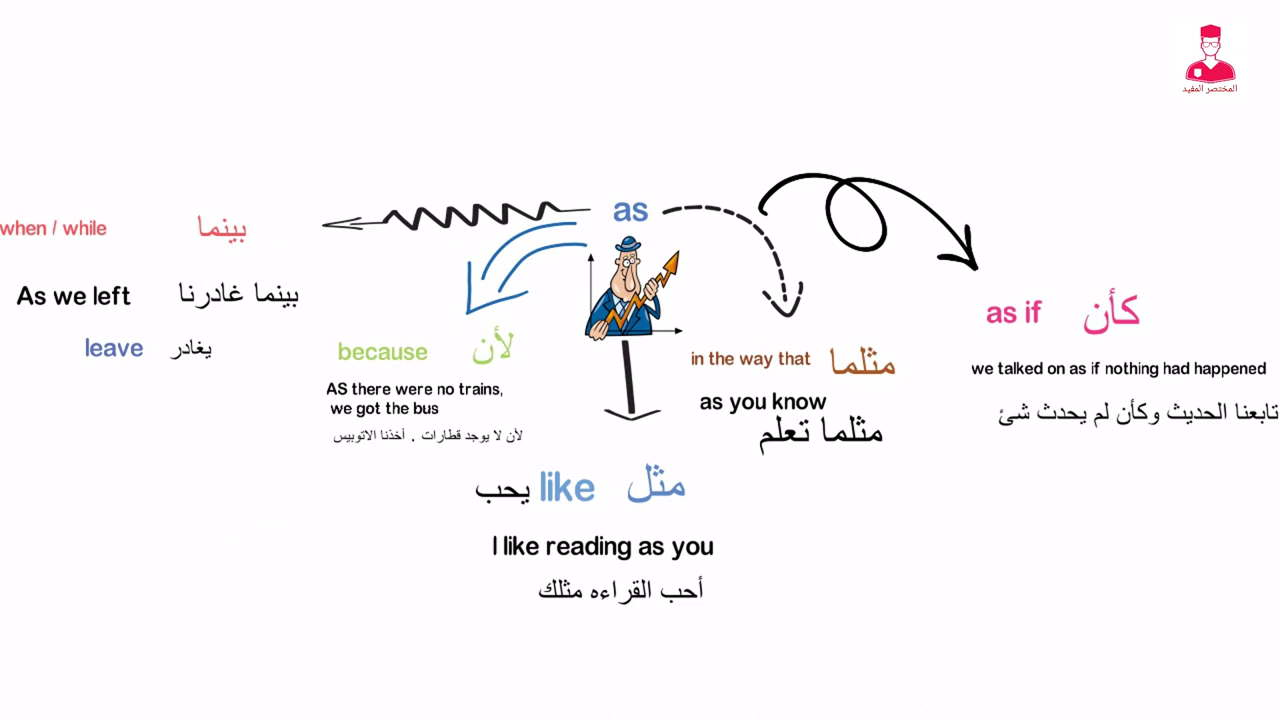 المختصر المفيد
as
when / while بينما
As we left بينما غادرنا
leave يغادر
because لأن
AS there were no trains,
we got the bus
لأن لا يوجد قطارات . أخذنا الاتوبيس
like مثل يحب
I like reading as you
أحب القراءه مثلك
in the way that مثلما
as you know
مثلما تعلم
as if كأن
we talked on as if nothing had happened
تابعنا الحديث وكأن لم يحدث شئ